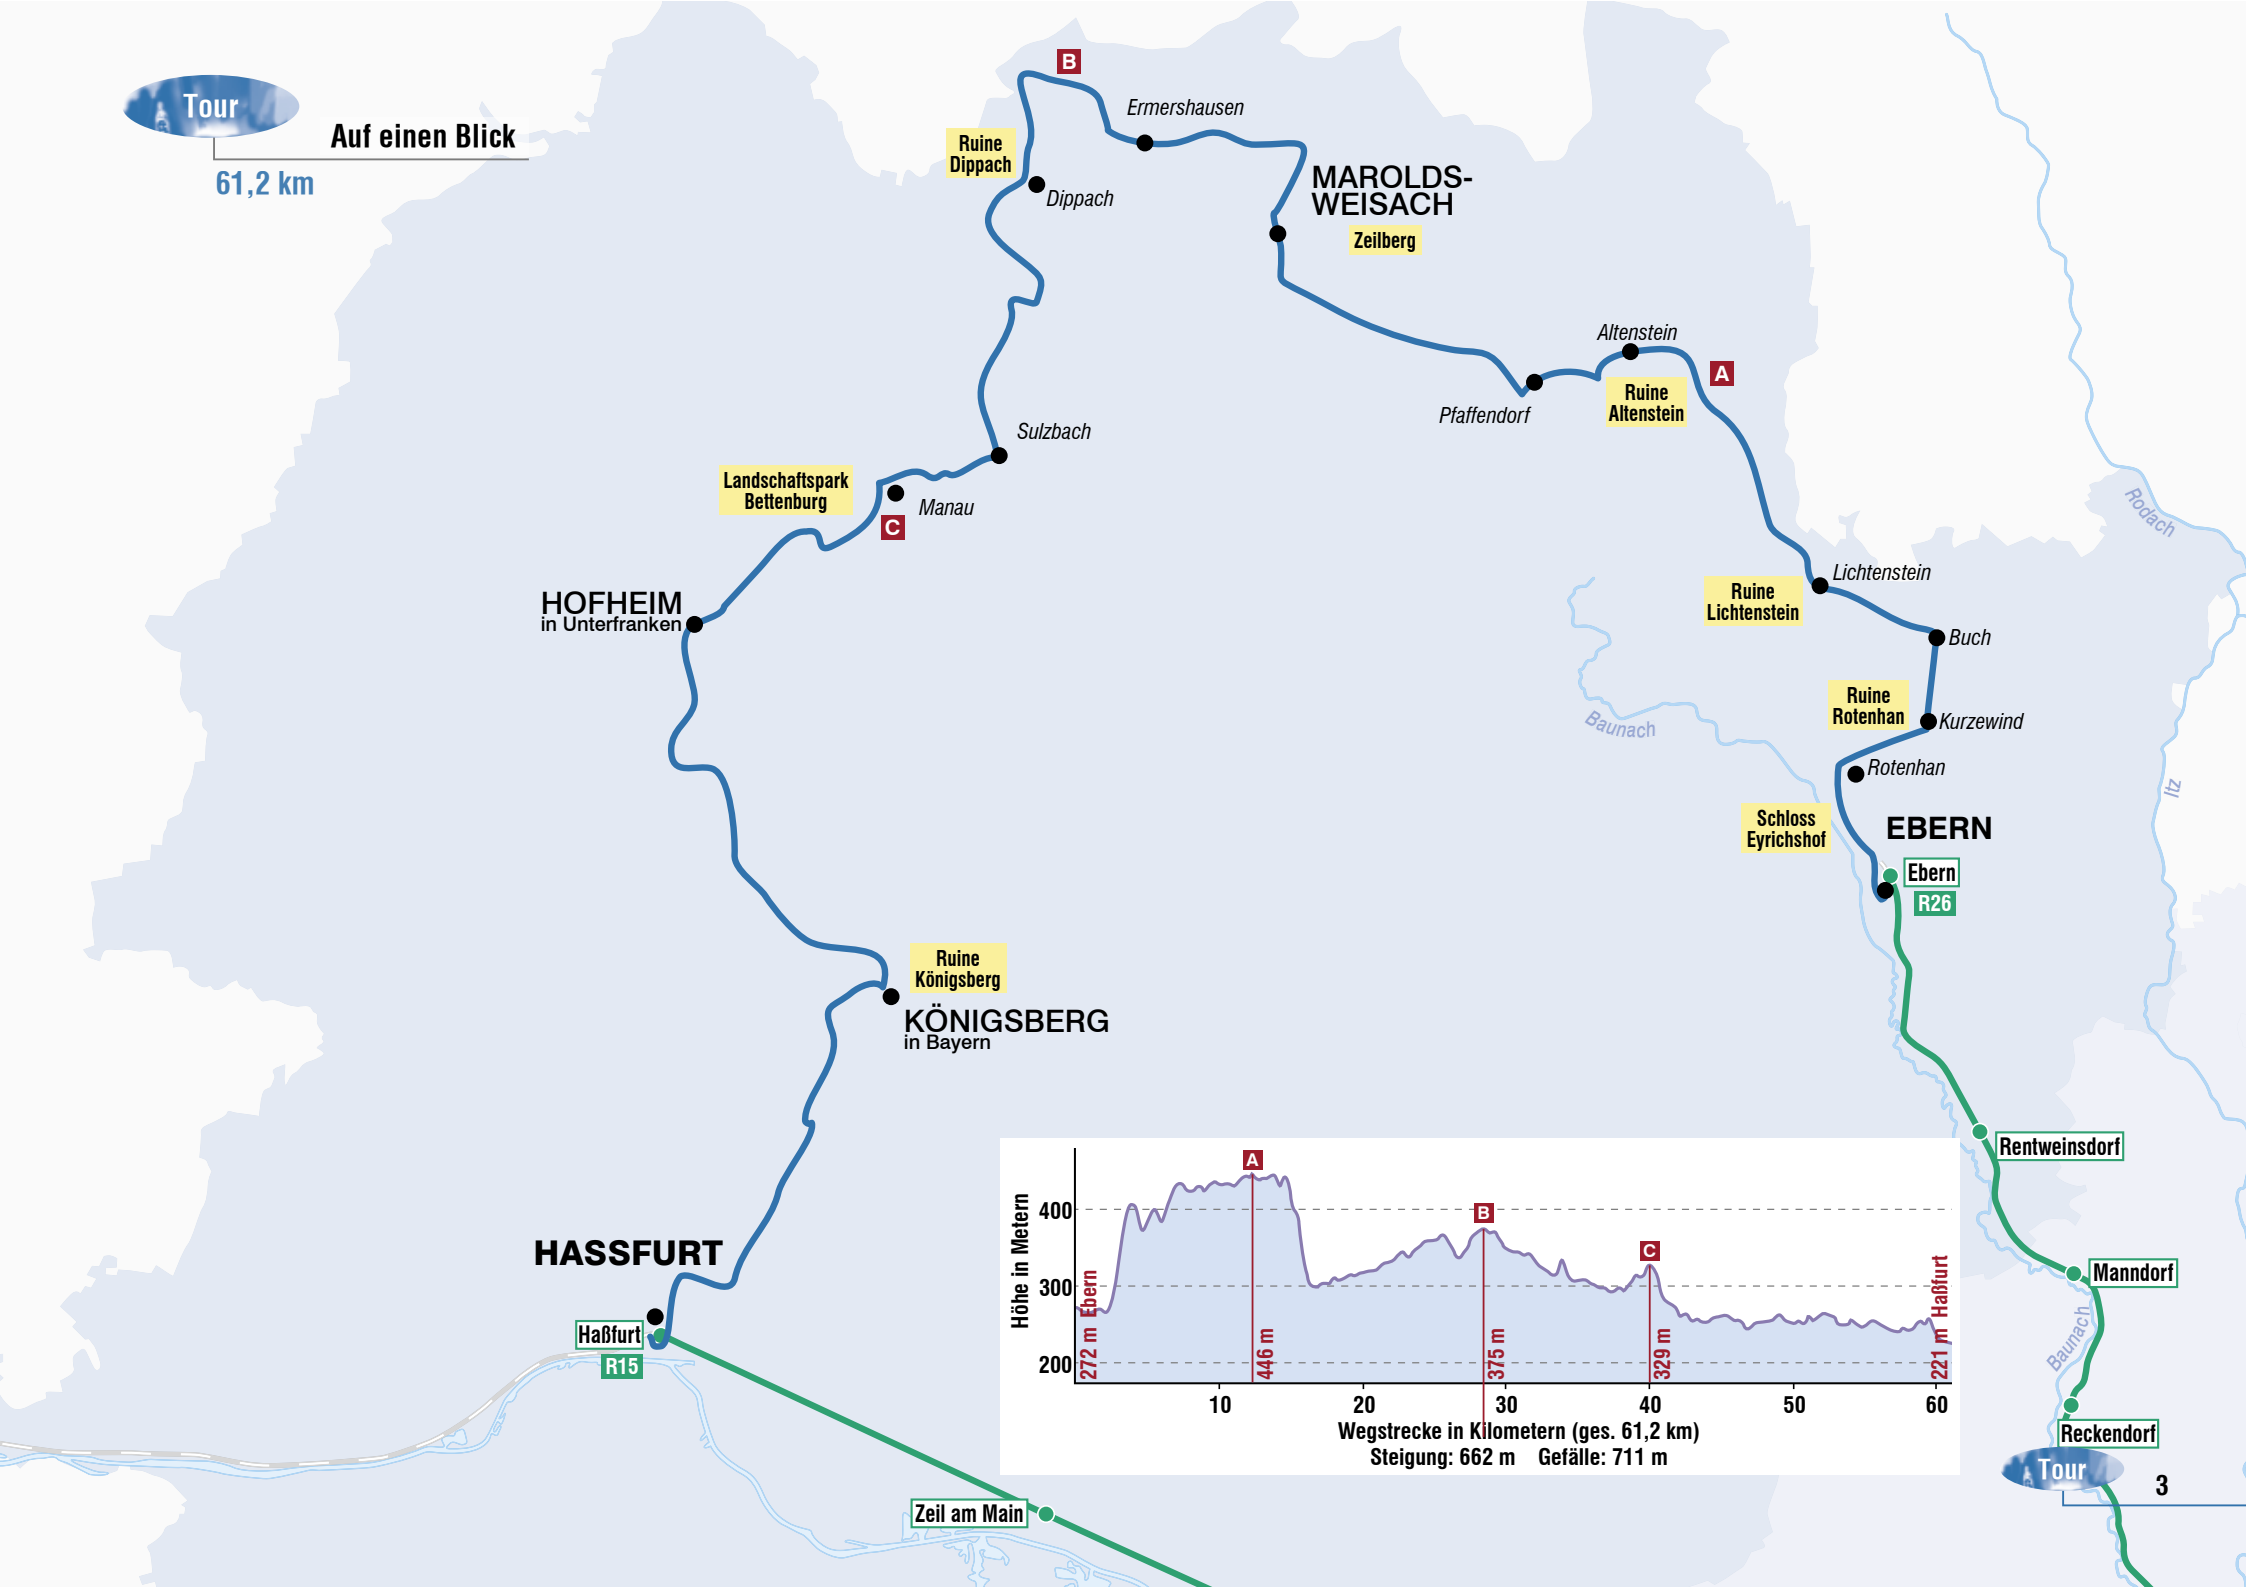 Tour
Auf einen Blick
61,2 km
B
Ermershausen
Ruine
Dippach
Dippach
MAROLDS-
WEISACH
Zeilberg
Altenstein
A
Ruine
Altenstein
Pfaffendorf
Sulzbach
Landschaftspark
Bettenburg
Manau
C
Rodach
Lichtenstein
Ruine
Lichtenstein
HOFHEIM
in Unterfranken
Buch
Baunach
Ruine
Rotenhan
Kurzewind
Rotenhan
Itz
Schloss
Eyrichshof
EBERN
Ebern
R26
Ruine
Königsberg
KÖNIGSBERG
in Bayern
Rentweinsdorf
HASSFURT
Haßfurt
R15
Manndorf
Baunach
Reckendorf
Zeil am Main
Höhe in Metern
400
300
200
272 m Ebern
A
446 m
B
375 m
C
329 m
221 m Haßfurt
10 20 30 40 50 60
Wegstrecke in Kilometern (ges. 61,2 km)
Steigung: 662 m Gefälle: 711 m
Tour
3